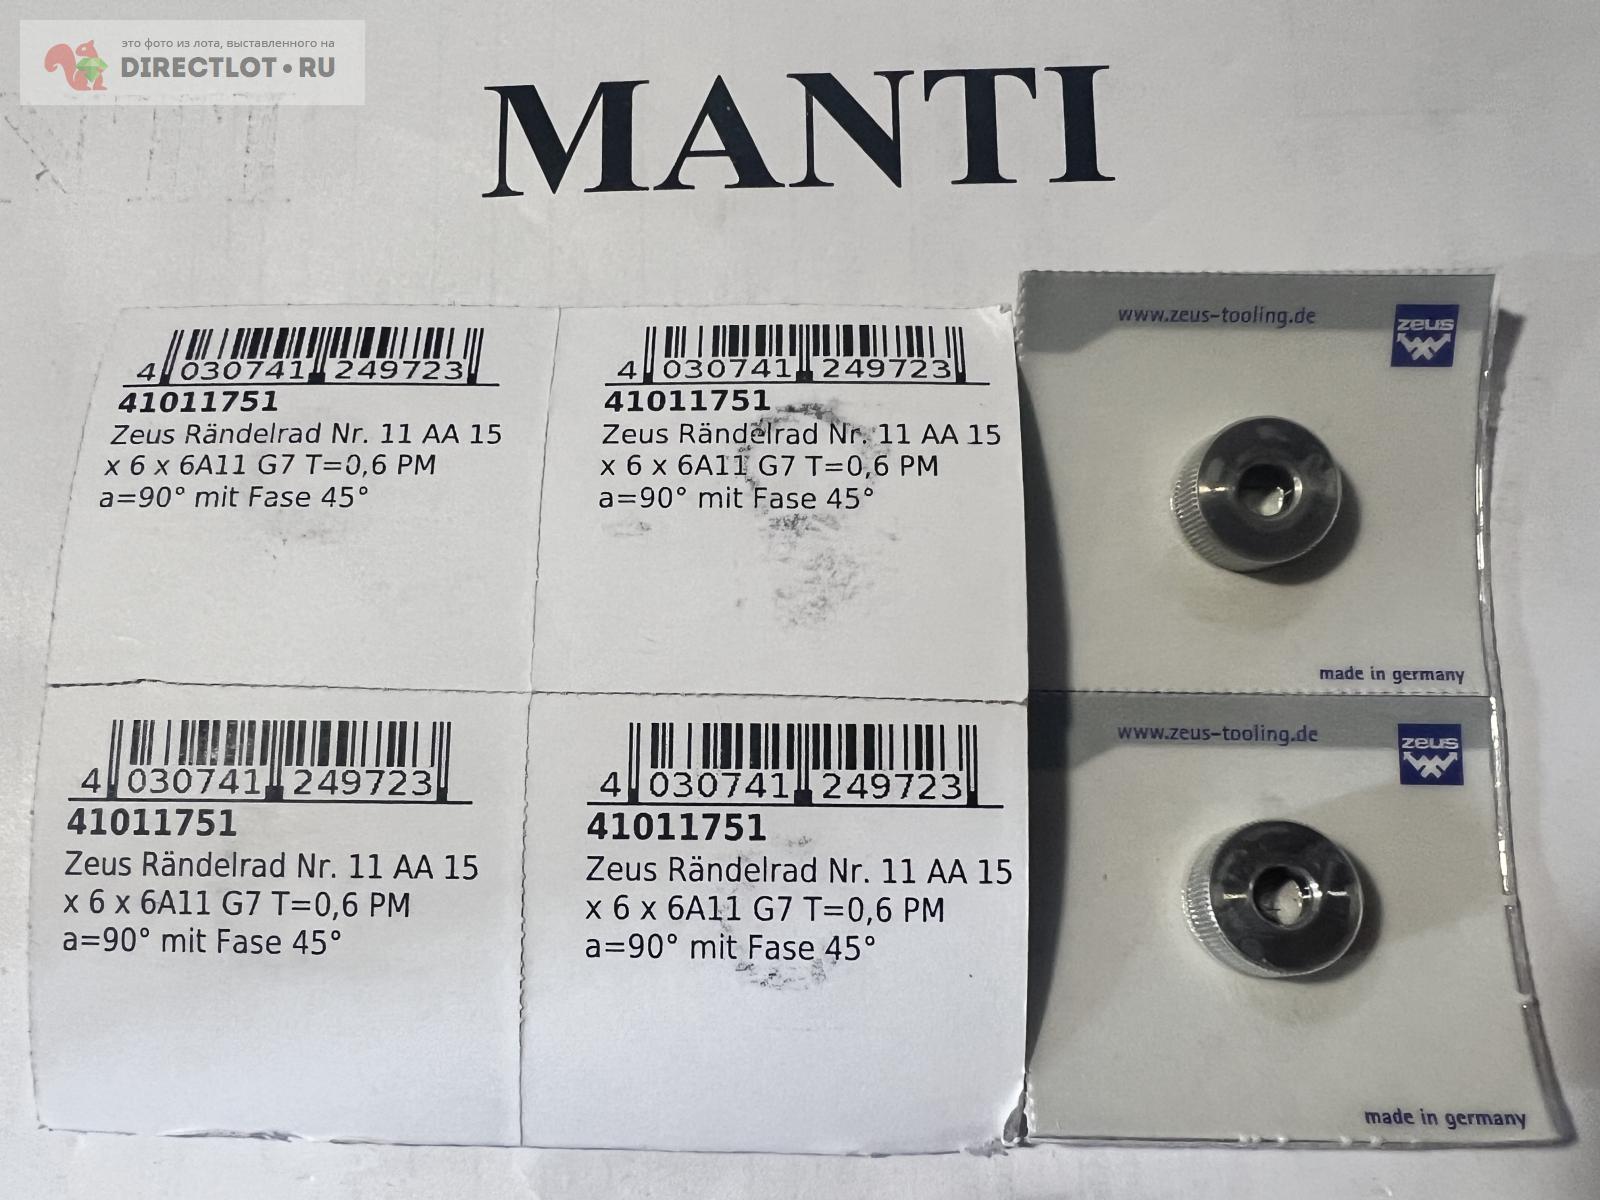 это фото из лота, выставленного на
DIRECTLOT•RU
MANTI
4 030741 249723
41011751
Zeus Rändelrad Nr. 11 AA 15
x 6 x 6A11 G7 T=0,6 PM
a=90° mit Fase 45°
4 030741 249723
41011751
Zeus Rändelrad Nr. 11 AA 15
x 6 x 6A11 G7 T=0,6 PM
a=90° mit Fase 45°
www.zeus-tooling.de
zeus
made in germany
4 030741 249723
41011751
Zeus Rändelrad Nr. 11 AA 15
x 6 x 6A11 G7 T=0,6 PM
a=90° mit Fase 45°
4 030741 249723
41011751
Zeus Rändelrad Nr. 11 AA 15
x 6 x 6A11 G7 T=0,6 PM
a=90° mit Fase 45°
www.zeus-tooling.de
zeus
made in germany